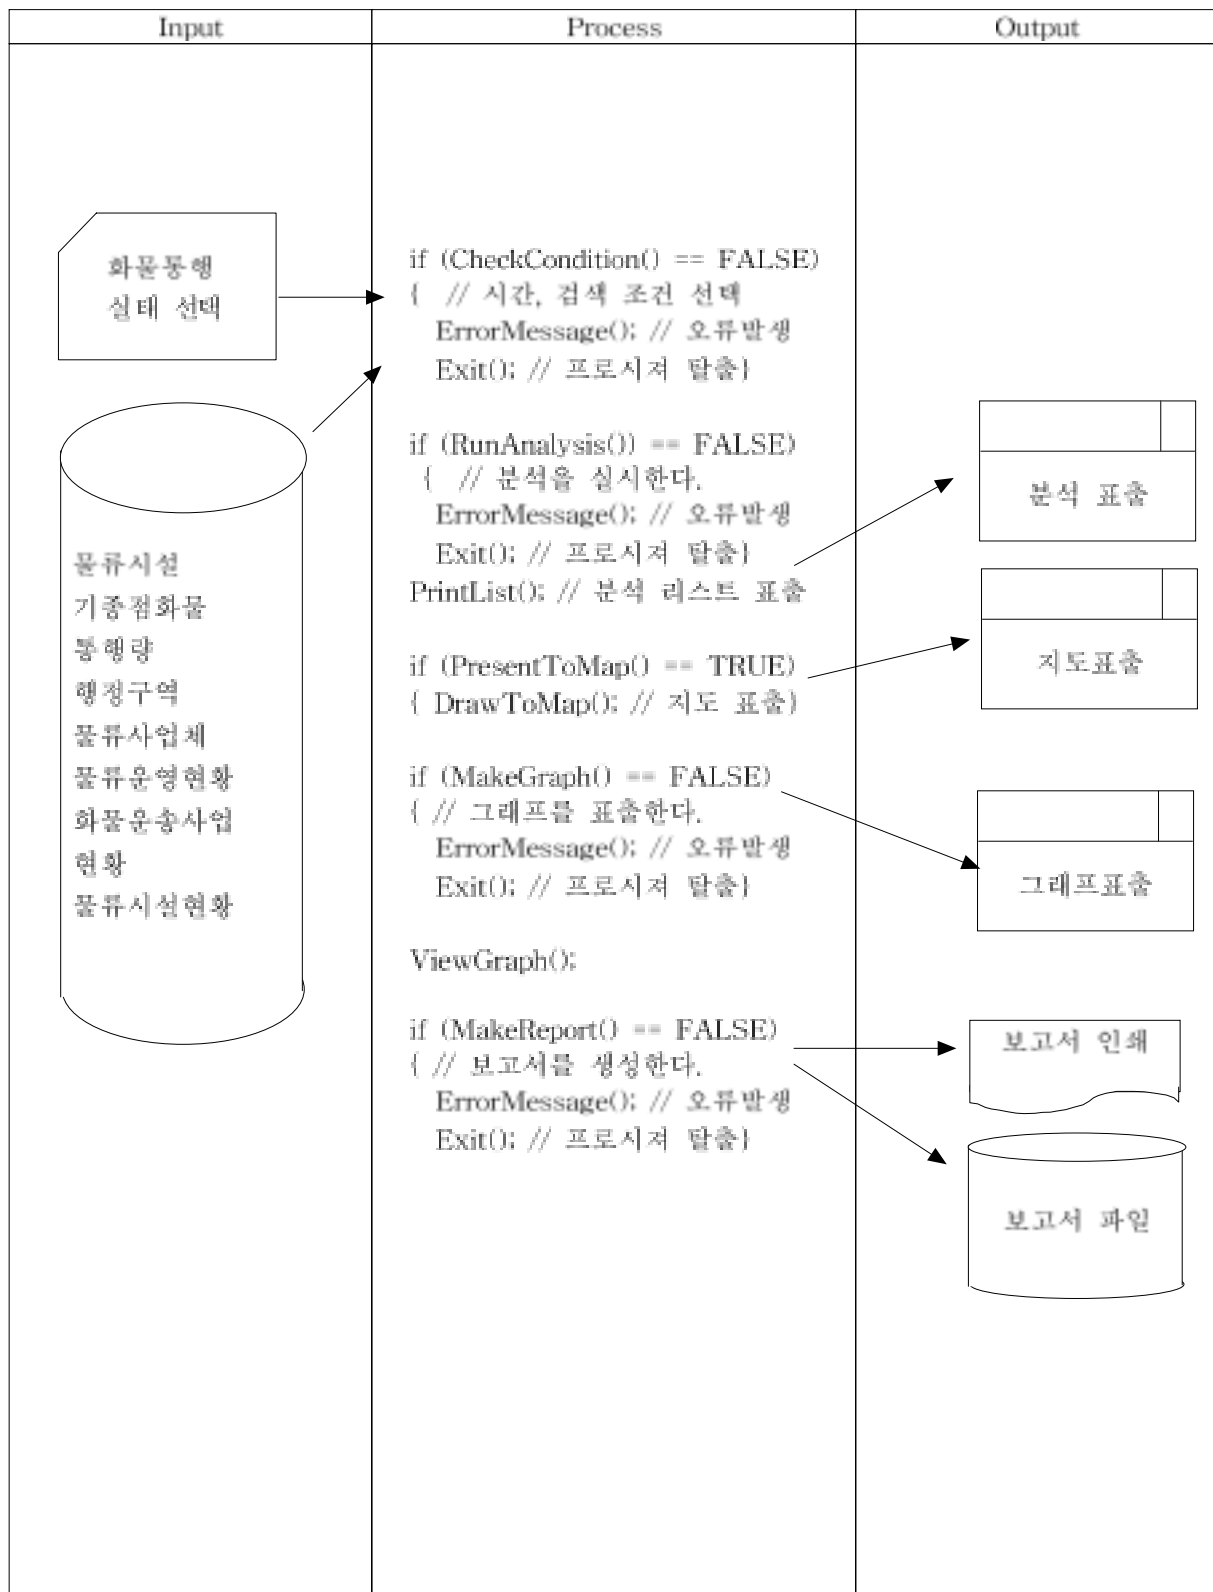 Input
Process
Output
화물통행
실태 선택
물류시설
기종점화물
통행량
행정구역
물류사업체
물류운영현황
화물운송사업
현황
물류시설현황
if (CheckCondition() == FALSE)
{ // 시간, 검색 조건 선택
ErrorMessage(); // 오류발생
Exit(); // 프로시져 탈출}
if (RunAnalysis()) == FALSE)
{ // 분석을 실시한다.
ErrorMessage(); // 오류발생
Exit(); // 프로시져 탈출}
PrintList(); // 분석 리스트 표출
if (PresentToMap() == TRUE)
{ DrawToMap(); // 지도 표출}
if (MakeGraph() == FALSE)
{ // 그래프를 표출한다.
ErrorMessage(); // 오류발생
Exit(); // 프로시져 탈출}
ViewGraph();
if (MakeReport() == FALSE)
{ // 보고서를 생성한다.
ErrorMessage(); // 오류발생
Exit(); // 프로시져 탈출}
분석 표출
지도표출
그래프표출
보고서 인쇄
보고서 파일